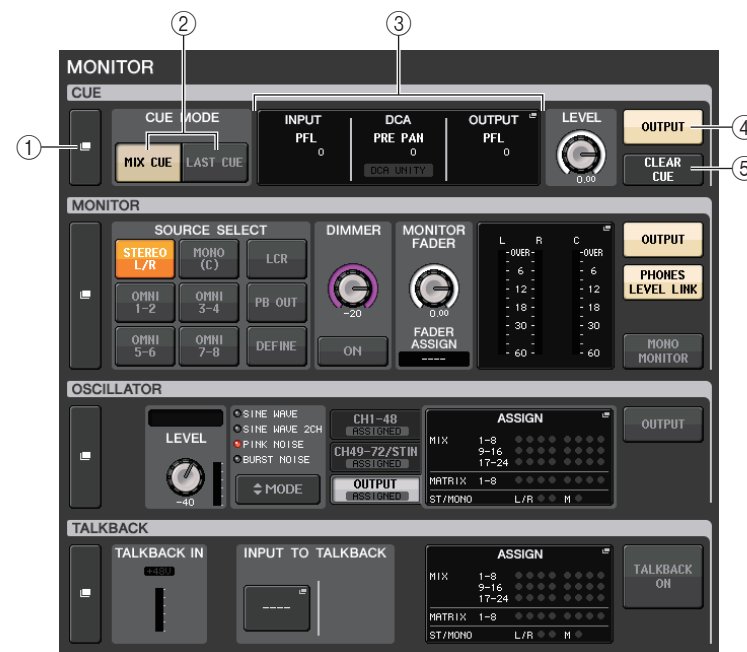 ② ③
MONITOR
CUE
①
CUE MODE
MIX CUE LAST CUE
INPUT
PFL
0
DCA
PRE PAN
0
DCA UNITY
OUTPUT
PFL
0
LEVEL
0.00
OUTPUT ④
CLEAR
CUE ⑤
MONITOR
SOURCE SELECT
STEREO
L/R
MONO
(C)
LCR
OMNI
1-2
OMNI
3-4
PB OUT
OMNI
5-6
OMNI
7-8
DEFINE
DIMMER
-20
ON
MONITOR
FADER
0.00
FADER
ASSIGN
----
L R C
-OVER- -OVER
- 6 - - 6
- 12 - - 12
- 18 - - 18
- 30 - - 30
- 60 - - 60
OUTPUT
PHONES
LEVEL LINK
MONO
MONITOR
OSCILLATOR
LEVEL
-40
SINE WAVE
SINE WAVE 2CH
PINK NOISE
BURST NOISE
MODE
CH1-48
ASSIGNED
CH49-72/STIN
ASSIGNED
OUTPUT
ASSIGNED
ASSIGN
MIX 1-8
9-16
17-24
MATRIX 1-8
ST/MONO L/R M
OUTPUT
TALKBACK
TALKBACK IN
+48V
INPUT TO TALKBACK
----
ASSIGN
MIX 1-8
9-16
17-24
MATRIX 1-8
ST/MONO L/R M
TALKBACK
ON